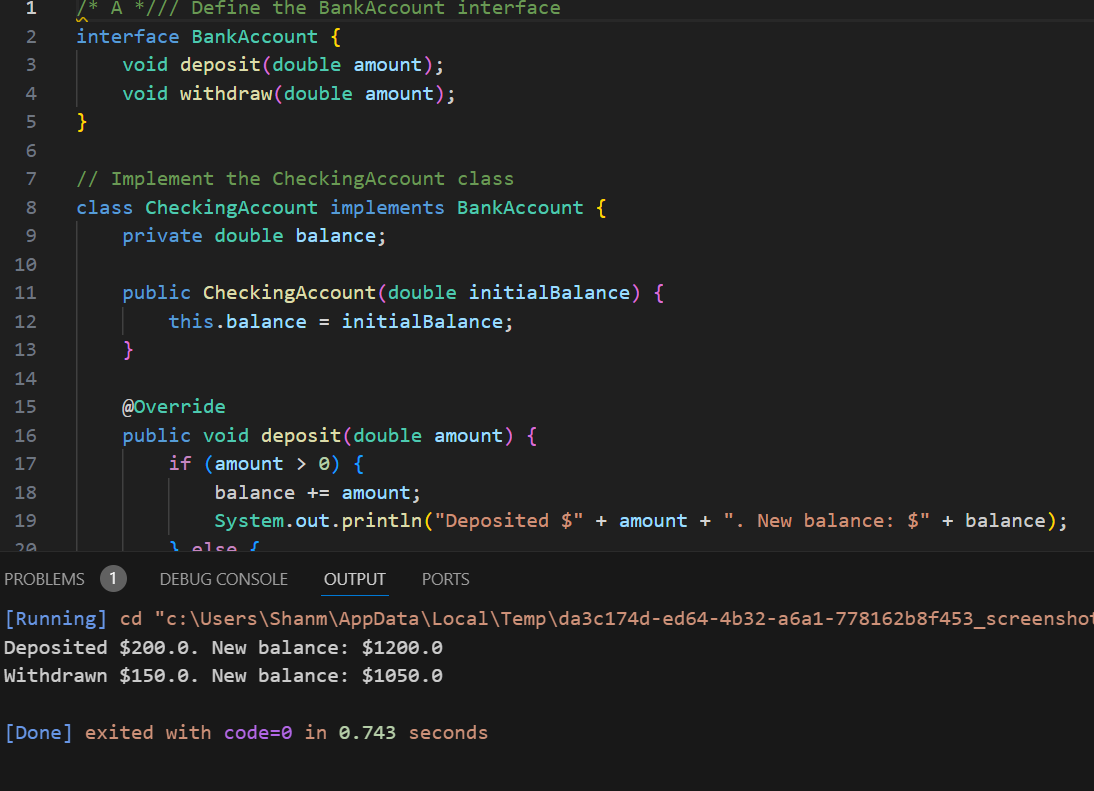 1 /* A */// Define the BankAccount interface
2 interface BankAccount {
3     void deposit(double amount);
4     void withdraw(double amount);
5 }
6
7 // Implement the CheckingAccount class
8 class CheckingAccount implements BankAccount {
9     private double balance;
10
11     public CheckingAccount(double initialBalance) {
12         this.balance = initialBalance;
13     }
14
15     @Override
16     public void deposit(double amount) {
17         if (amount > 0) {
18             balance += amount;
19             System.out.println("Deposited $" + amount + ". New balance: $" + balance);
20         } else {
PROBLEMS 1 DEBUG CONSOLE OUTPUT PORTS
[Running] cd "c:\Users\Shanm\AppData\Local\Temp\da3c174d-ed64-4b32-a6a1-778162b8f453_screenshot
Deposited $200.0. New balance: $1200.0
Withdrawn $150.0. New balance: $1050.0
[Done] exited with code=0 in 0.743 seconds